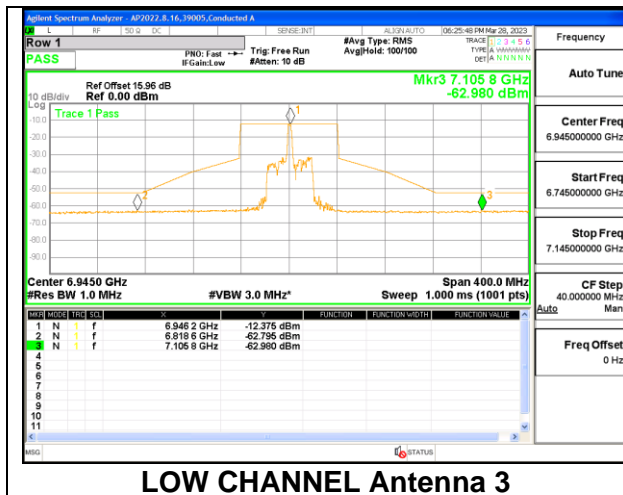 Agilent Spectrum Analyzer - AP2022.8.16,39005,Conducted A
L RF 50 Ω DC SENSE:INT ALIGN AUTO 06:25:48 PM Mar 28, 2023
Row 1
PASS
PNO: Fast
IFGain:Low
Trig: Free Run
#Atten: 10 dB
#Avg Type: RMS
Avg|Hold: 100/100
TRACE 1 2 3 4 5 6
TYPE A
DET A N N N N N
Frequency
Ref Offset 15.96 dB
Ref 0.00 dBm
10 dB/div
Log
Mkr3 7.105 8 GHz
-62.980 dBm
Trace 1 Pass
1
2
3
-10.0
-20.0
-30.0
-40.0
-50.0
-60.0
-70.0
-80.0
-90.0
Center 6.9450 GHz
#Res BW 1.0 MHz
#VBW 3.0 MHz*
Span 400.0 MHz
Sweep 1.000 ms (1001 pts)
MKR MODE TRC SCL X Y FUNCTION FUNCTION WIDTH FUNCTION VALUE
1 N 1 f 6.946 2 GHz -12.375 dBm
2 N 1 f 6.818 6 GHz -62.795 dBm
3 N 1 f 7.105 8 GHz -62.980 dBm
4
5
6
7
8
9
10
11
MSG
STATUS
Auto Tune
Center Freq
6.945000000 GHz
Start Freq
6.745000000 GHz
Stop Freq
7.145000000 GHz
CF Step
40.000000 MHz
Auto Man
Freq Offset
0 Hz
LOW CHANNEL Antenna 3